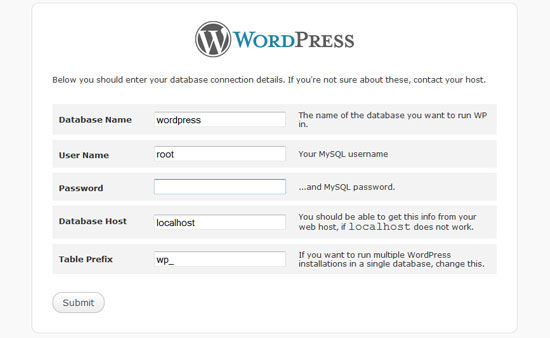 WORDPRESS
Below you should enter your database connection details. If you're not sure about these, contact your host.
Database Name wordpress The name of the database you want to run WP
in.
User Name root Your MySQL username
Password ...and MySQL password.
Database Host localhost You should be able to get this info from your
web host, if localhost does not work.
Table Prefix wp_ If you want to run multiple WordPress
installations in a single database, change this.
Submit